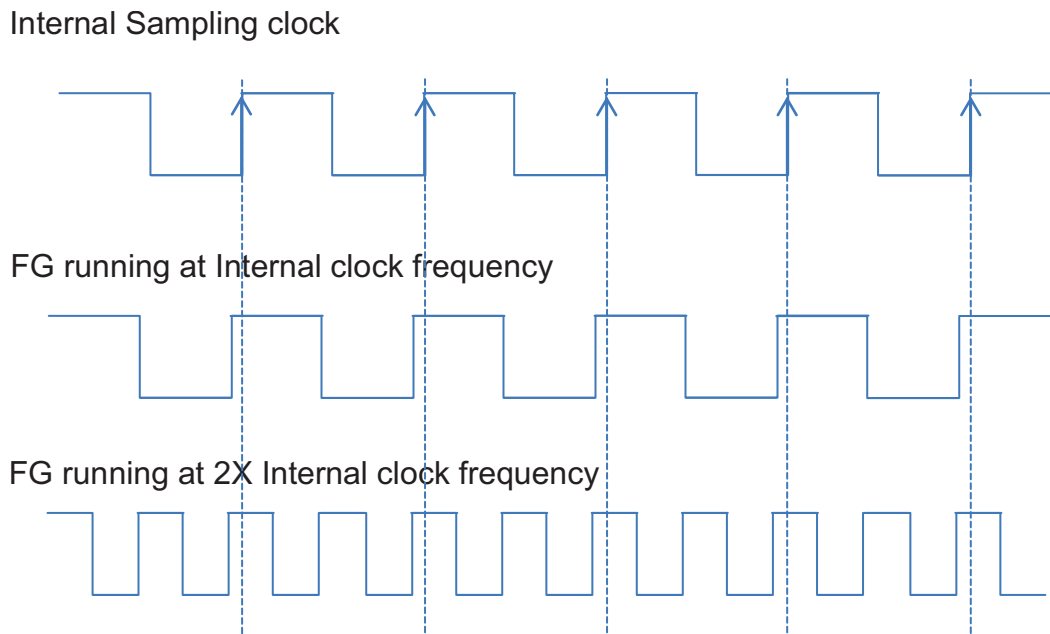 Internal Sampling clock
FG running at Internal clock frequency
FG running at 2X Internal clock frequency